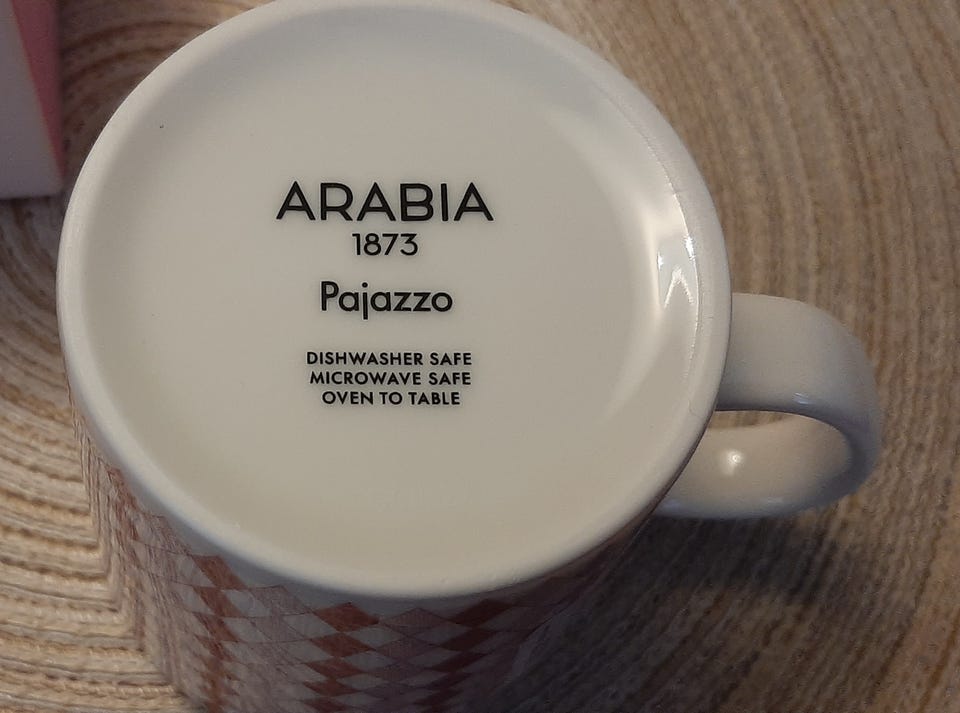 ARABIA
1873
Pajazzo
DISHWASHER SAFE
MICROWAVE SAFE
OVEN TO TABLE